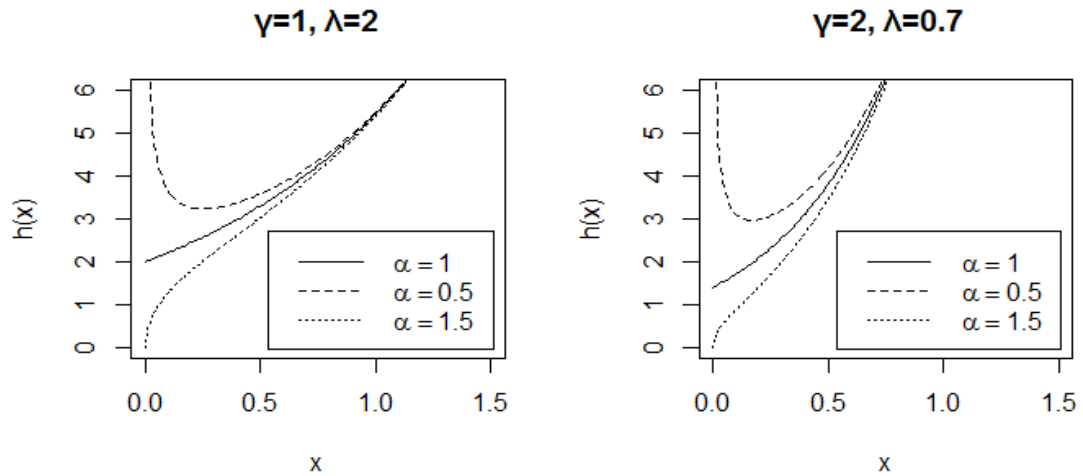 γ=1, λ=2
h(x)
6
5
4
3
2
1
0
α = 1
α = 0.5
α = 1.5
0.0 0.5 1.0 1.5
x
γ=2, λ=0.7
h(x)
6
5
4
3
2
1
0
α = 1
α = 0.5
α = 1.5
0.0 0.5 1.0 1.5
x